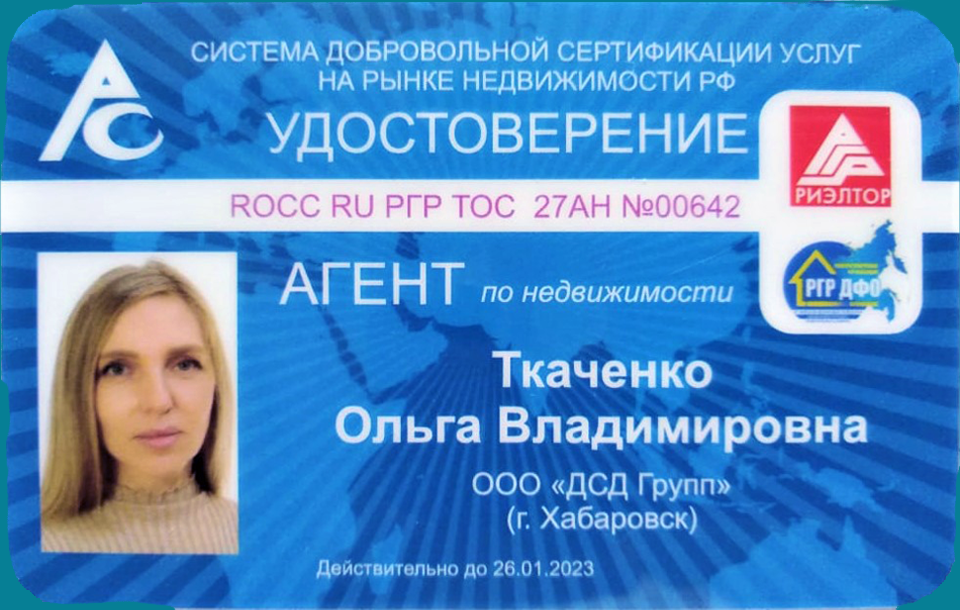 СИСТЕМА ДОБРОВОЛЬНОЙ СЕРТИФИКАЦИИ УСЛУГ
НА РЫНКЕ НЕДВИЖИМОСТИ РФ
УДОСТОВЕРЕНИЕ
РИЭЛТОР
РОСС RU РГР ТОС 27АН №00642
АГЕНТ по недвижимости
РГР ДФО
Ткаченко
Ольга Владимировна
ООО «ДСД Групп»
(г. Хабаровск)
Действительно до 26.01.2023